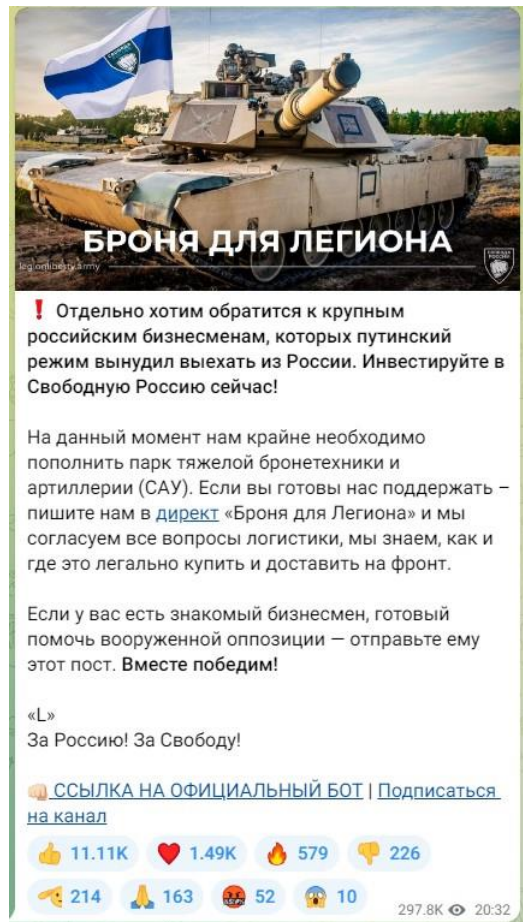 БРОНЯ ДЛЯ ЛЕГИОНА
legionliberty.army
СВОБОДА
РОССИИ
❗ Отдельно хотим обратится к крупным
российским бизнесменам, которых путинский
режим вынудил выехать из России. Инвестируйте в
Свободную Россию сейчас!
На данный момент нам крайне необходимо
пополнить парк тяжелой бронетехники и
артиллерии (САУ). Если вы готовы нас поддержать –
пишите нам в директ «Броня для Легиона» и мы
согласуем все вопросы логистики, мы знаем, как и
где это легально купить и доставить на фронт.
Если у вас есть знакомый бизнесмен, готовый
помочь вооруженной оппозиции — отправьте ему
этот пост. Вместе победим!
«L»
За Россию! За Свободу!
👊🏻 ССЫЛКА НА ОФИЦИАЛЬНЫЙ БОТ | Подписаться
на канал
👍 11.11K ❤ 1.49K 🔥 579 👎 226
🫡 214 🙏 163 🤬 52 😱 10
297.8K 20:32